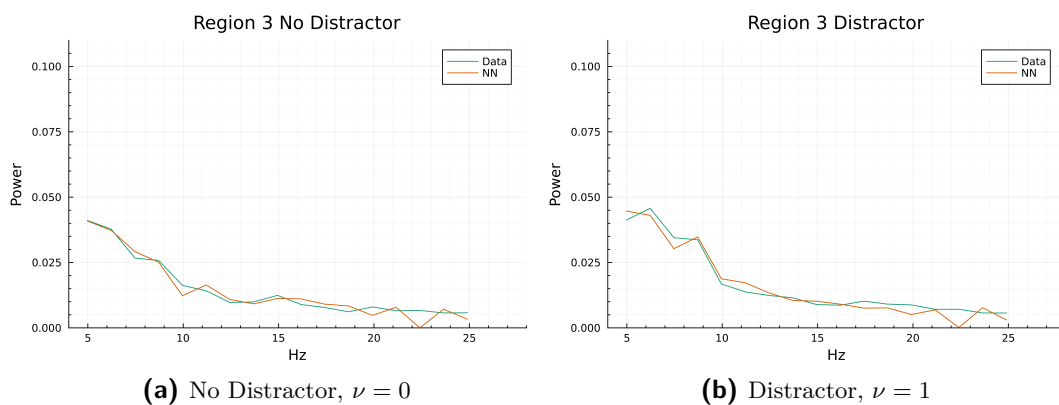 Region 3 No Distractor
Data
NN
0.100
0.075
0.050
0.025
0.000
Power
5
10
15
20
25
Hz
(a) No Distractor, ν = 0
Region 3 Distractor
Data
NN
0.100
0.075
0.050
0.025
0.000
Power
5
10
15
20
25
Hz
(b) Distractor, ν = 1